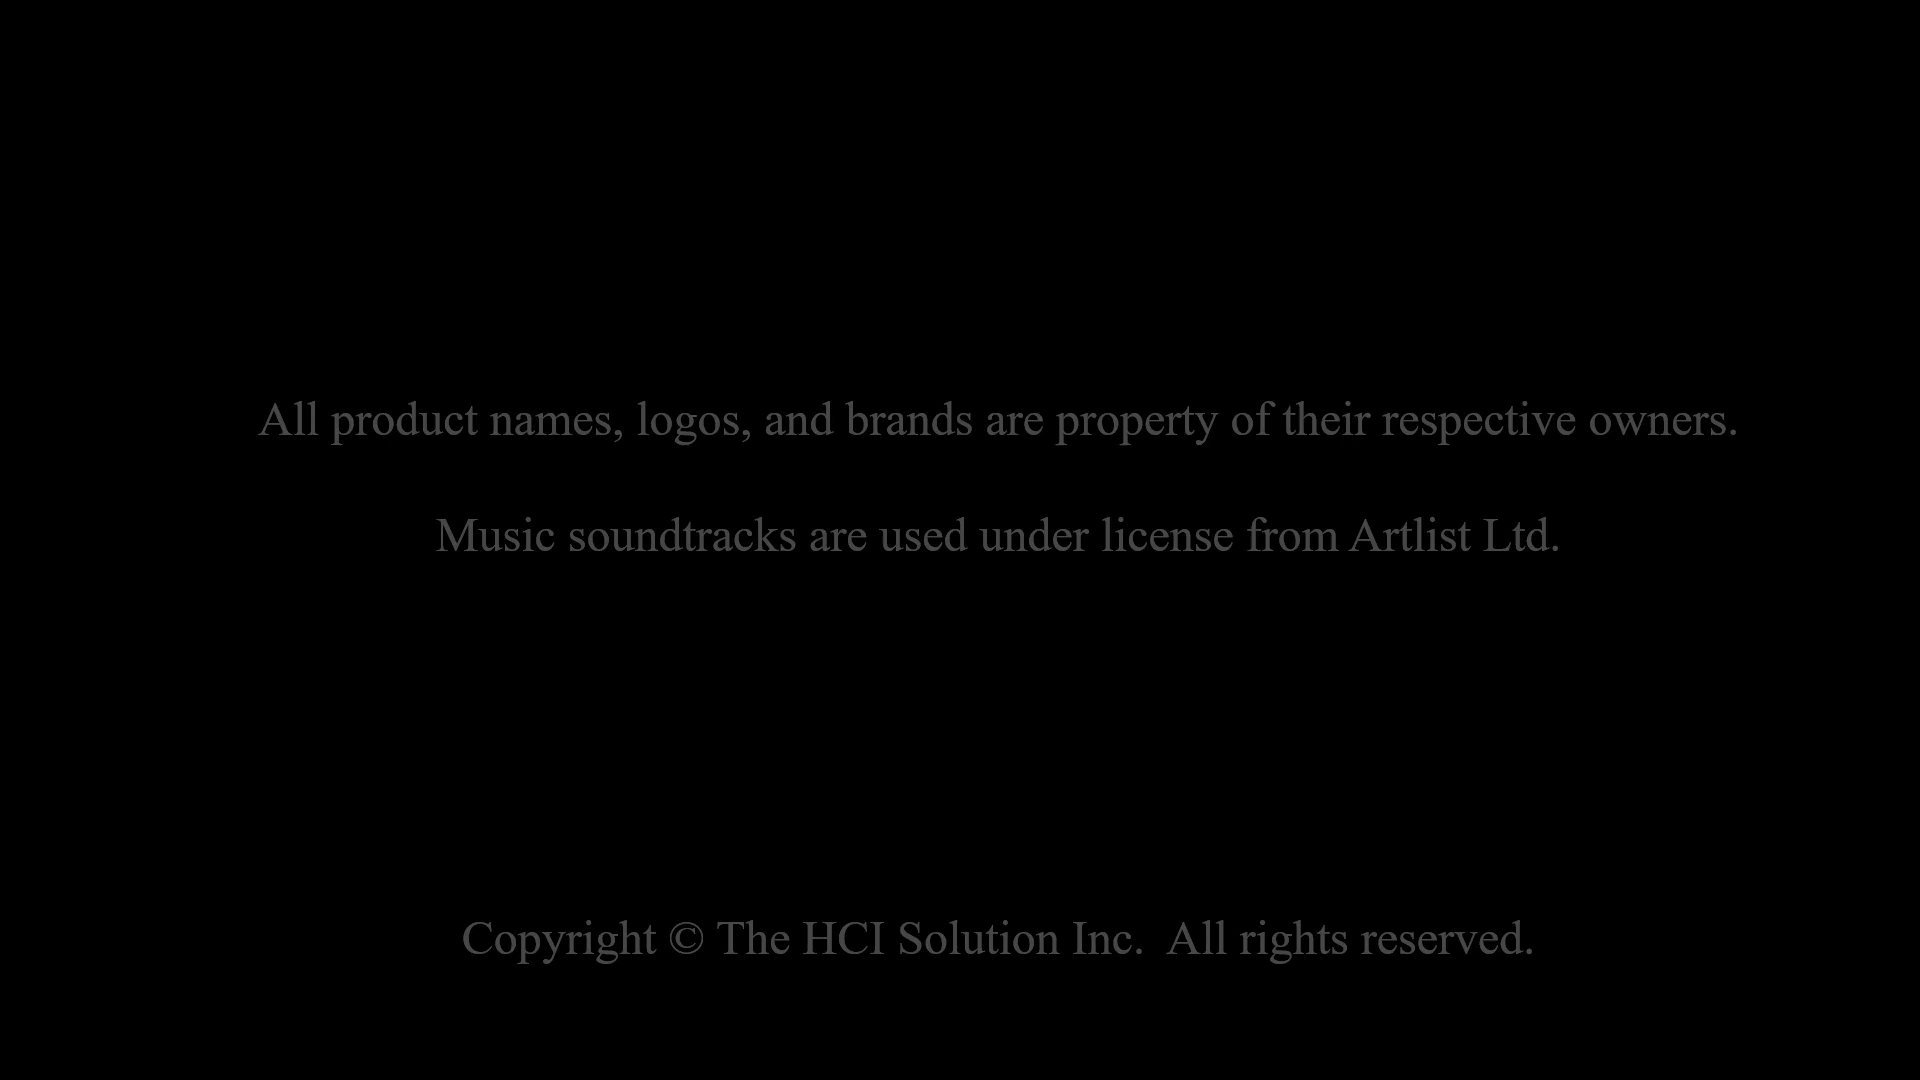 All product names, logos, and brands are property of their respective owners.
Music soundtracks are used under license from Artlist Ltd.
Copyright © The HCI Solution Inc.  All rights reserved.